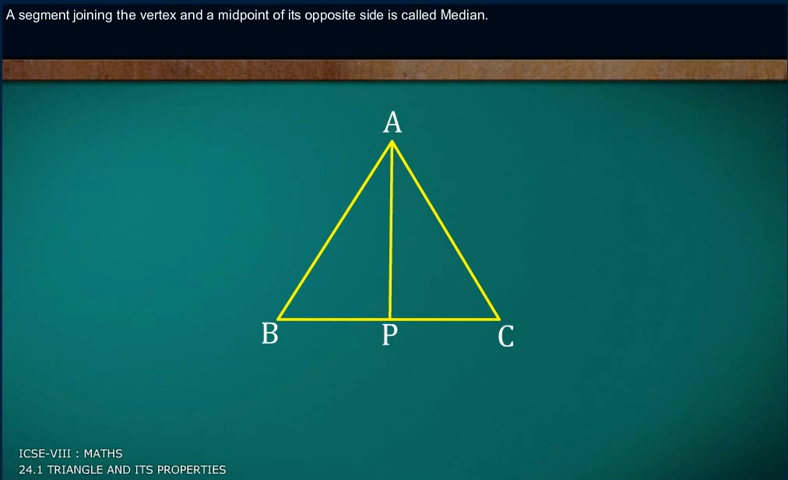 A segment joining the vertex and a midpoint of its opposite side is called Median.
A
B P C
ICSE-VIII : MATHS
24.1 TRIANGLE AND ITS PROPERTIES